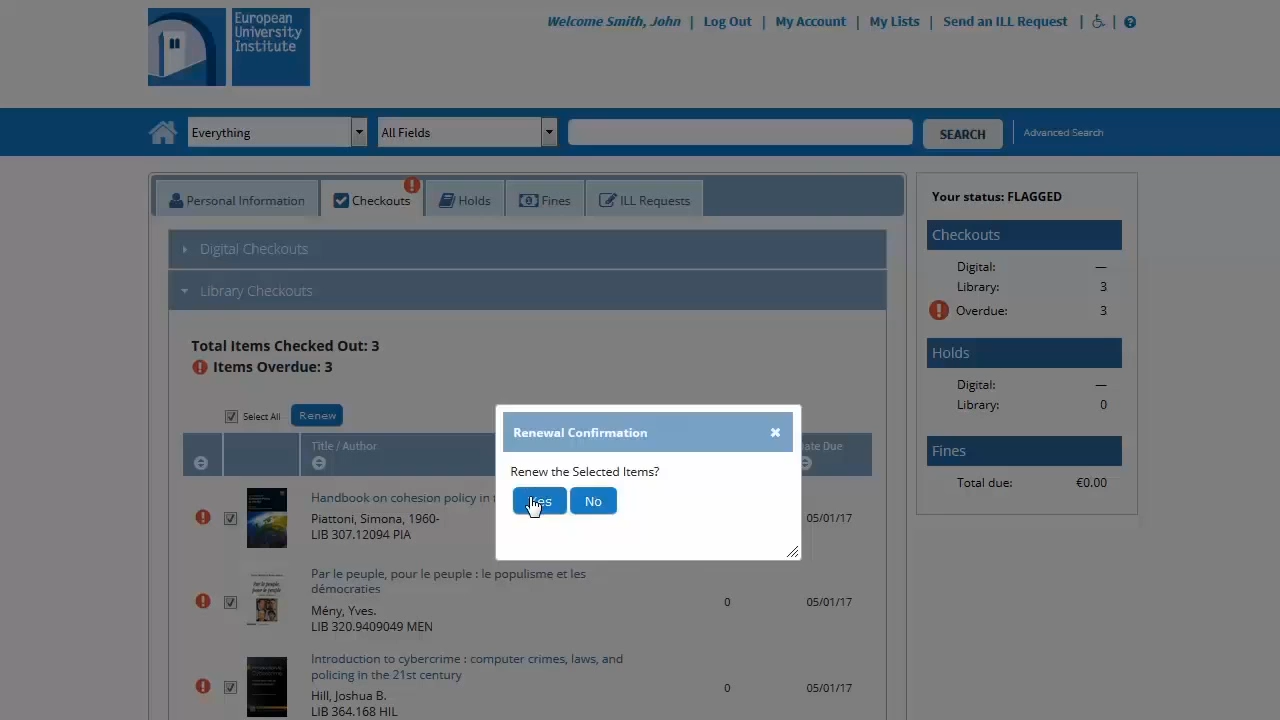 European
University
Institute
Welcome Smith, John | Log Out | My Account | My Lists | Send an ILL Request
Everything
All Fields
SEARCH
Advanced Search
Personal Information
Checkouts
Holds
Fines
ILL Requests
Digital Checkouts
Library Checkouts
Total Items Checked Out: 3
Items Overdue: 3
Select All
Renew
Title / Author
Handbook on cohesion policy in
Piattoni, Simona, 1960-
LIB 307.12094 PIA
05/01/17
Par le peuple, pour le peuple : le populisme et les
démocraties
Mény, Yves.
LIB 320.9409049 MEN
0
05/01/17
Introduction to cybercrime : computer crimes, laws, and
policing in the 21st century
Hill, Joshua B.
LIB 364.168 HIL
0
05/01/17
Renewal Confirmation
Renew the Selected Items?
Yes
No
Your status: FLAGGED
Checkouts
Digital: —
Library: 3
Overdue: 3
Holds
Digital: —
Library: 0
Fines
Total due: €0.00